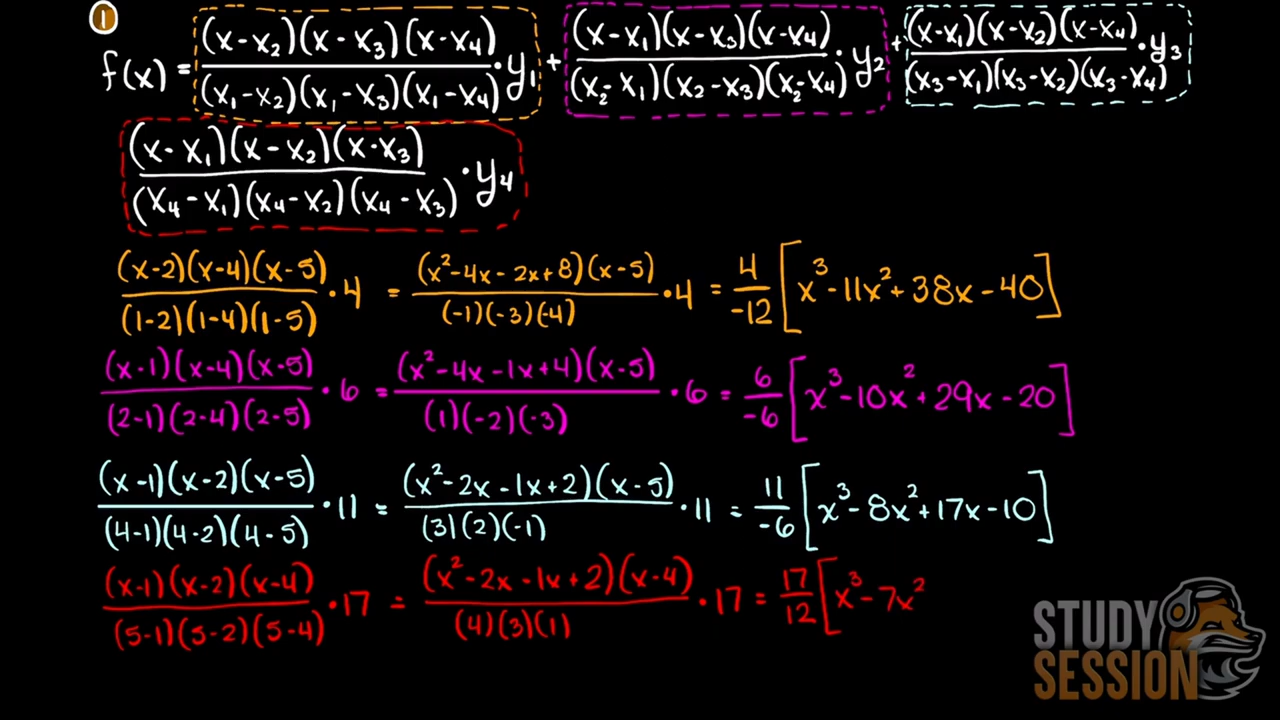 ①
f(x) = (x-x₂)(x-x₃)(x-x₄)/(x₁-x₂)(x₁-x₃)(x₁-x₄) · y₁ + (x-x₁)(x-x₃)(x-x₄)/(x₂-x₁)(x₂-x₃)(x₂-x₄) · y₂ + (x-x₁)(x-x₂)(x-x₄)/(x₃-x₁)(x₃-x₂)(x₃-x₄) · y₃
(x-x₁)(x-x₂)(x-x₃)/(x₄-x₁)(x₄-x₂)(x₄-x₃) · y₄
(x-2)(x-4)(x-5)/(1-2)(1-4)(1-5) · 4 = (x²-4x-2x+8)(x-5)/(-1)(-3)(-4) · 4 = 4/-12 [x³-11x²+38x-40]
(x-1)(x-4)(x-5)/(2-1)(2-4)(2-5) · 6 = (x²-4x-1x+4)(x-5)/(1)(-2)(-3) · 6 = 6/-6 [x³-10x²+29x-20]
(x-1)(x-2)(x-5)/(4-1)(4-2)(4-5) · 11 = (x²-2x-1x+2)(x-5)/(3)(2)(-1) · 11 = 11/-6 [x³-8x²+17x-10]
(x-1)(x-2)(x-4)/(5-1)(5-2)(5-4) · 17 = (x²-2x-1x+2)(x-4)/(4)(3)(1) · 17 = 17/12 [x³-7x²
STUDY
SESSION